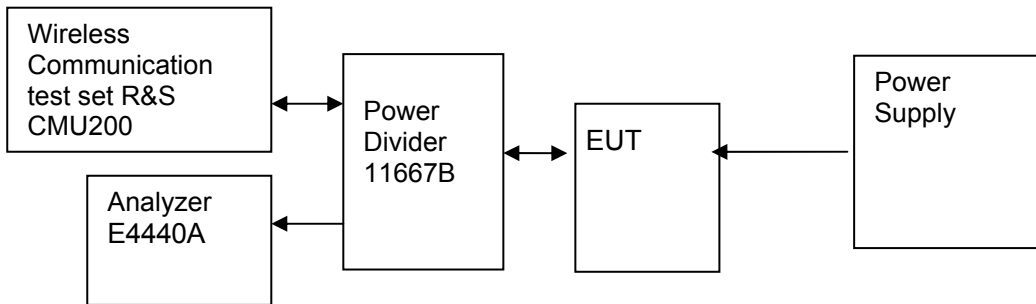 Wireless
Communication
test set R&S
CMU200
Analyzer
E4440A
Power
Divider
11667B
EUT
Power
Supply